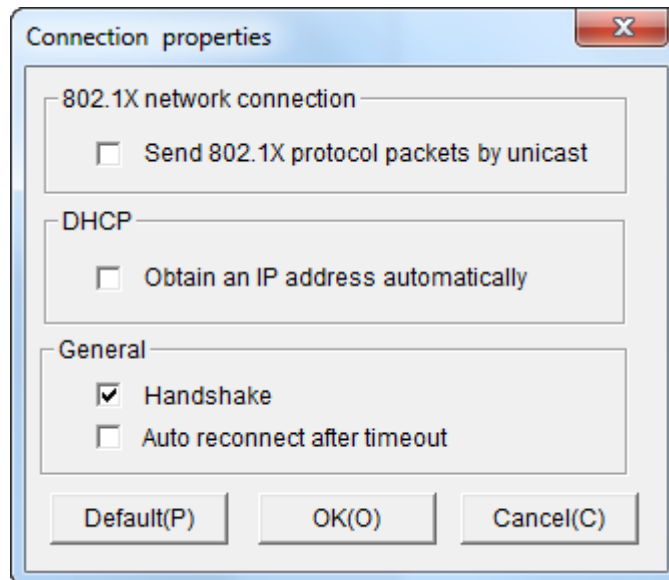 Connection properties
802.1X network connection
Send 802.1X protocol packets by unicast
DHCP
Obtain an IP address automatically
General
Handshake
Auto reconnect after timeout
Default(P) OK(O) Cancel(C)